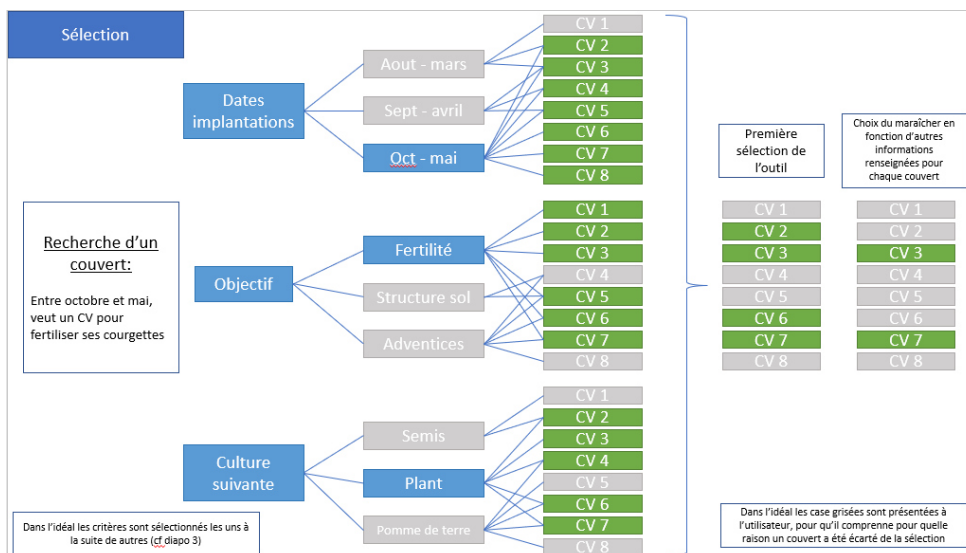 Sélection
Dates
implantations
Aout - mars
Sept - avril
Oct - mai
CV 1
CV 2
CV 3
CV 4
CV 5
CV 6
CV 7
CV 8
Recherche d'un
couvert:
Entre octobre et mai,
veut un CV pour
fertiliser ses courgettes
Objectif
Fertilité
Structure sol
Adventices
CV 1
CV 2
CV 3
CV 4
CV 5
CV 6
CV 7
CV 8
Culture
suivante
Semis
Plant
Pomme de terre
CV 1
CV 2
CV 3
CV 4
CV 5
CV 6
CV 7
CV 8
Première
sélection de
l'outil
CV 1
CV 2
CV 3
CV 4
CV 5
CV 6
CV 7
CV 8
Choix du maraîcher en
fonction d'autres
informations
renseignées pour
chaque couvert
CV 1
CV 2
CV 3
CV 4
CV 5
CV 6
CV 7
CV 8
Dans l'idéal les critères sont sélectionnés les uns à
la suite de autres (cf diapo 3)
Dans l'idéal les case grisées sont présentées à
l'utilisateur, pour qu'il comprenne pour quelle
raison un couvert a été écarté de la sélection